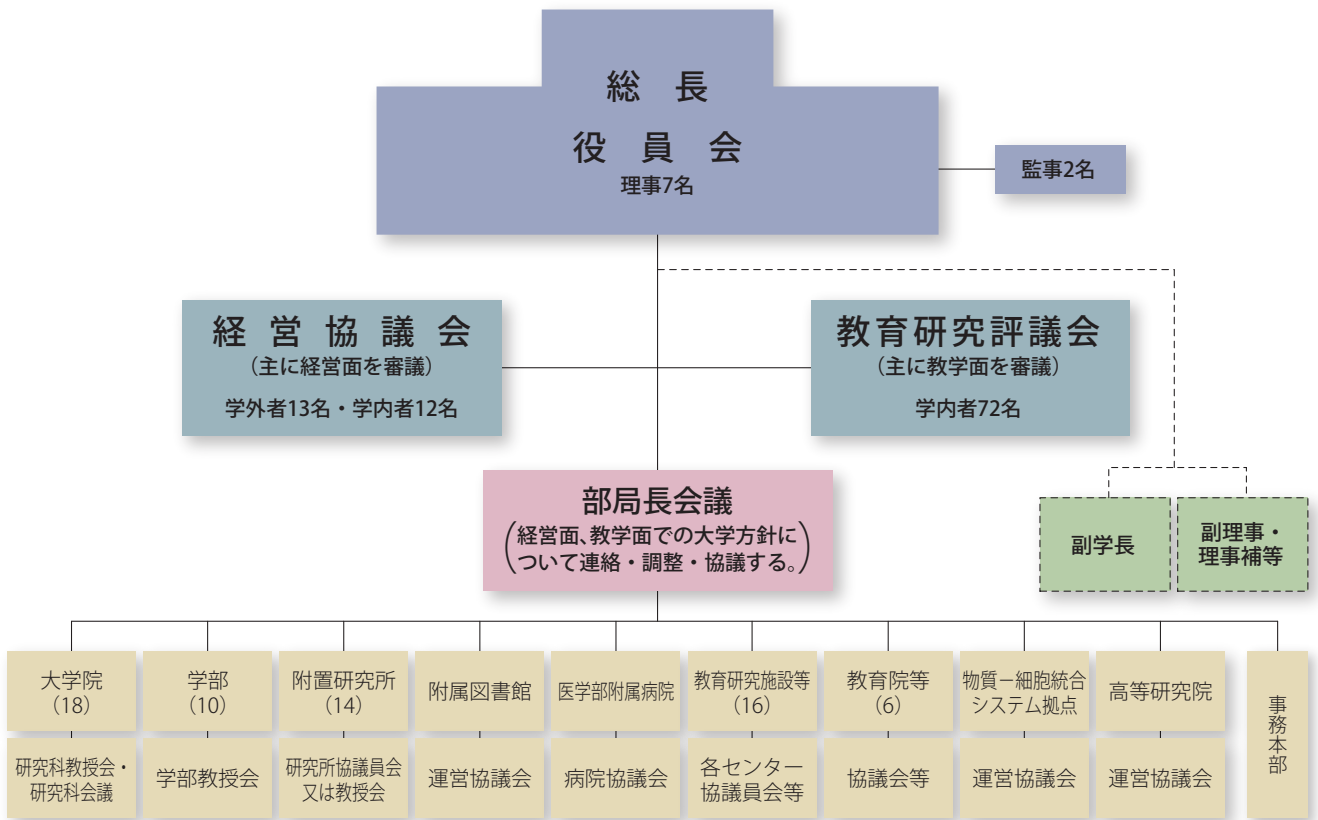 総長
役員会
理事7名
監事2名
経営協議会
(主に経営面を審議)
学外者13名・学内者12名
教育研究評議会
(主に教学面を審議)
学内者72名
部局長会議
(経営面、教学面での大学方針に
ついて連絡・調整・協議する。)
副学長
副理事・
理事補等
大学院
(18)
学部
(10)
附置研究所
(14)
附属図書館
医学部附属病院
教育研究施設等
(16)
教育院等
(6)
物質－細胞統合
システム拠点
高等研究院
事務本部
研究科教授会・
研究科会議
学部教授会
研究所協議員会
又は教授会
運営協議会
病院協議会
各センター
協議員会等
協議会等
運営協議会
運営協議会